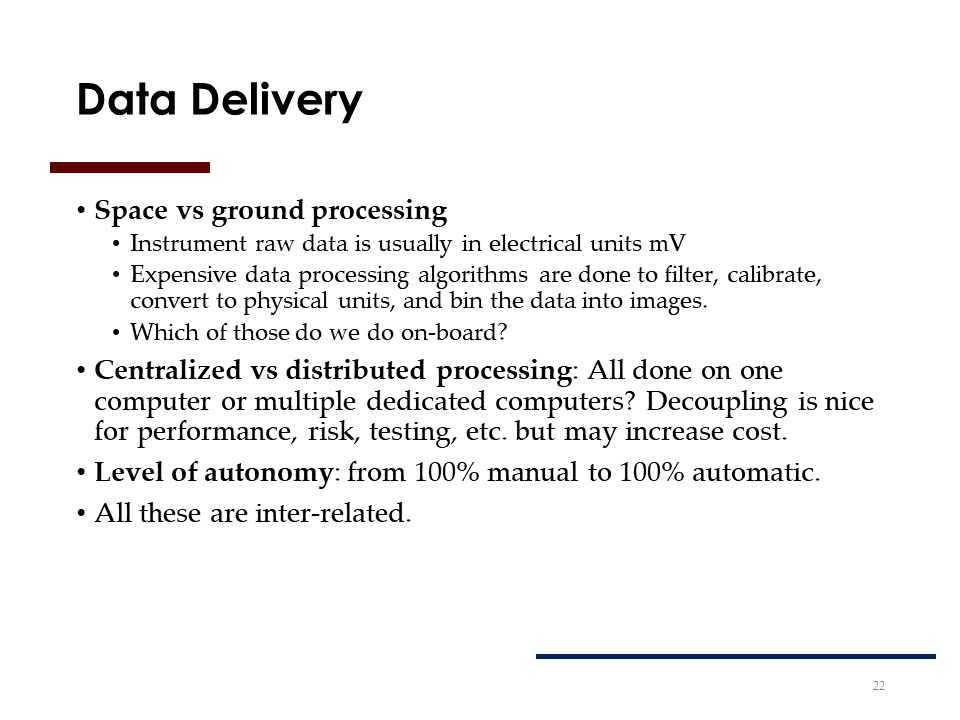 Data Delivery
• Space vs ground processing
• Instrument raw data is usually in electrical units mV
• Expensive data processing algorithms are done to filter, calibrate,
convert to physical units, and bin the data into images.
• Which of those do we do on-board?
• Centralized vs distributed processing: All done on one
computer or multiple dedicated computers? Decoupling is nice
for performance, risk, testing, etc. but may increase cost.
• Level of autonomy: from 100% manual to 100% automatic.
• All these are inter-related.
22